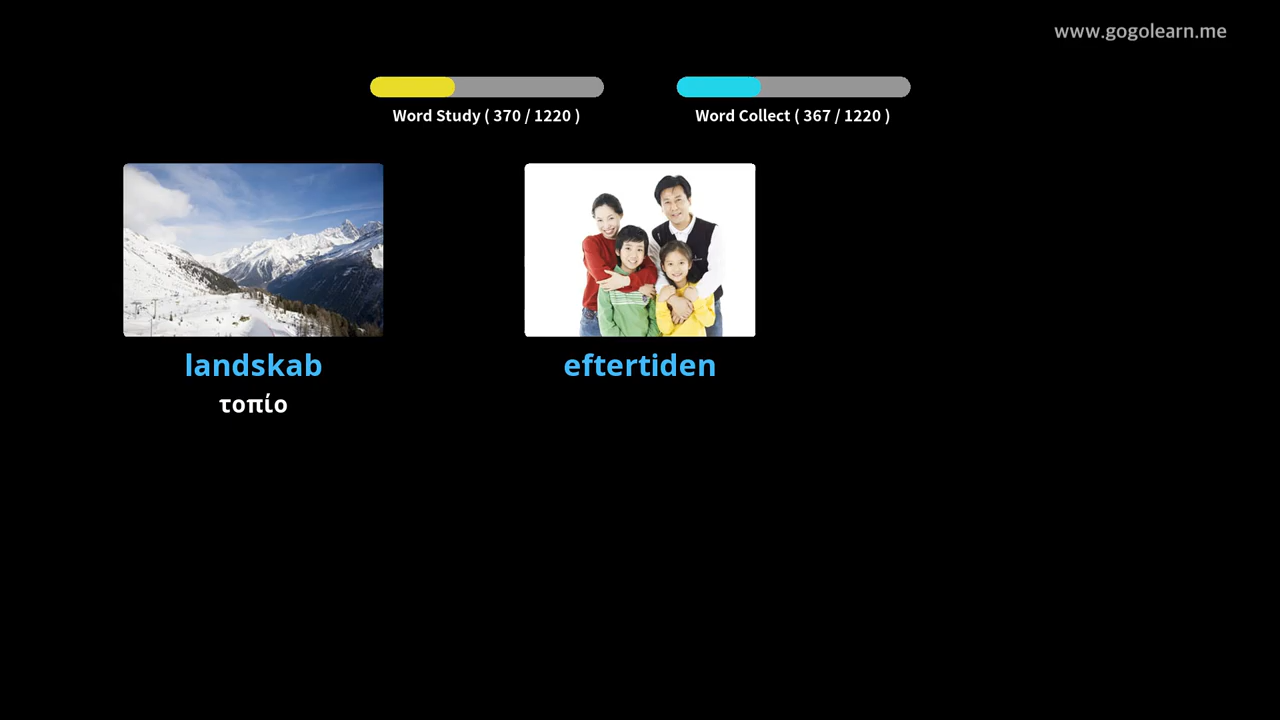 www.gogolearn.me
Word Study ( 370 / 1220 )
Word Collect ( 367 / 1220 )
landskab
τοπίο
eftertiden